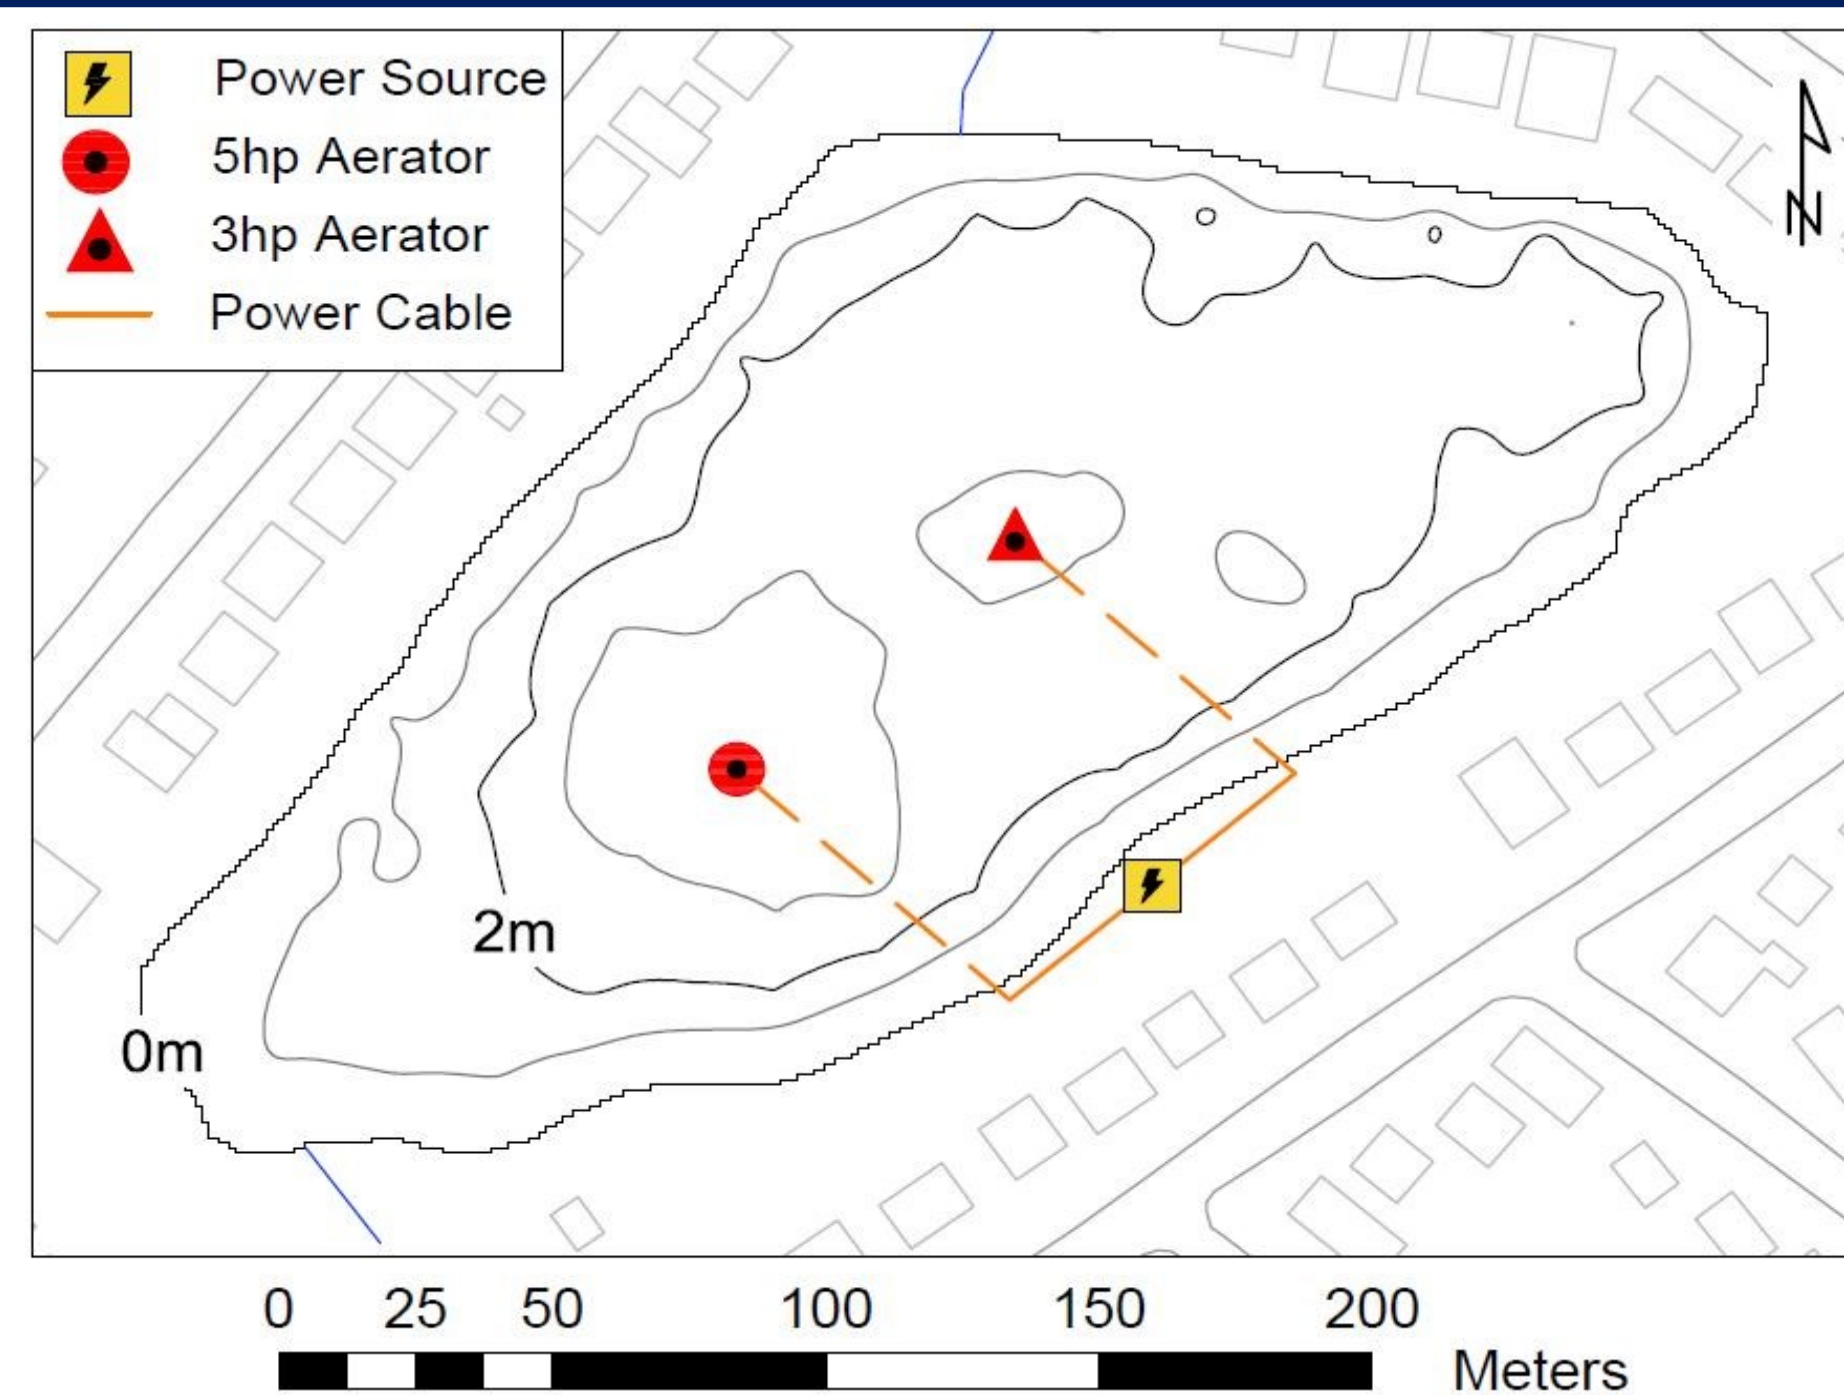 Power Source
5hp Aerator
3hp Aerator
Power Cable
N
2m
0m
0 25 50 100 150 200
Meters